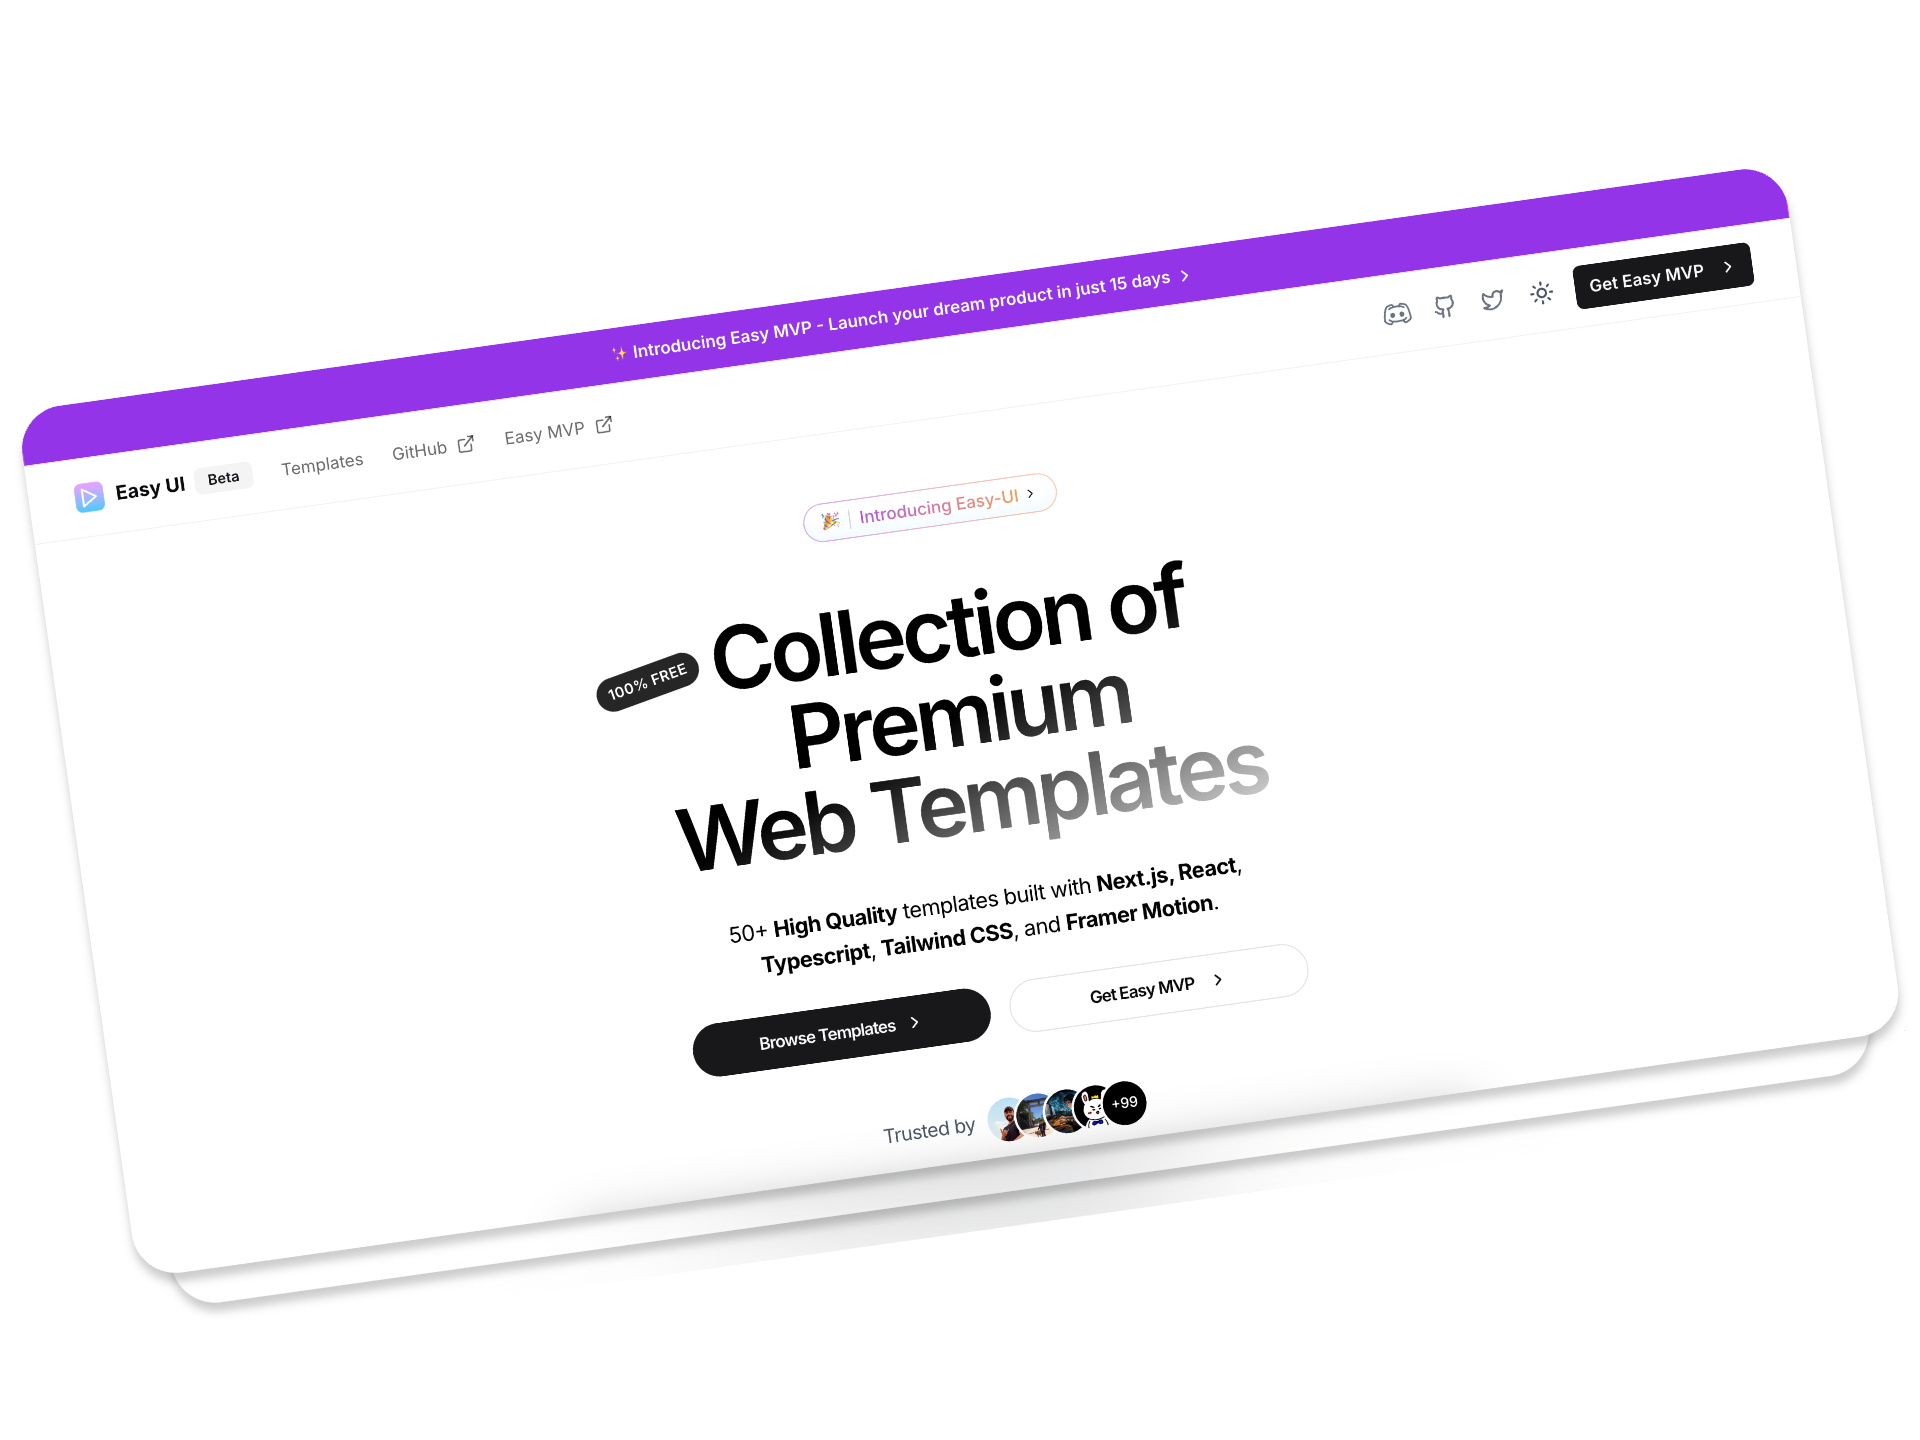 ✨ Introducing Easy MVP - Launch your dream product in just 15 days
Easy UI Beta Templates GitHub Easy MVP Get Easy MVP
🎉 Introducing Easy-UI
100% FREE
Collection of
Premium
Web Templates
50+ High Quality templates built with Next.js, React,
Typescript, Tailwind CSS, and Framer Motion.
Browse Templates Get Easy MVP
Trusted by +99